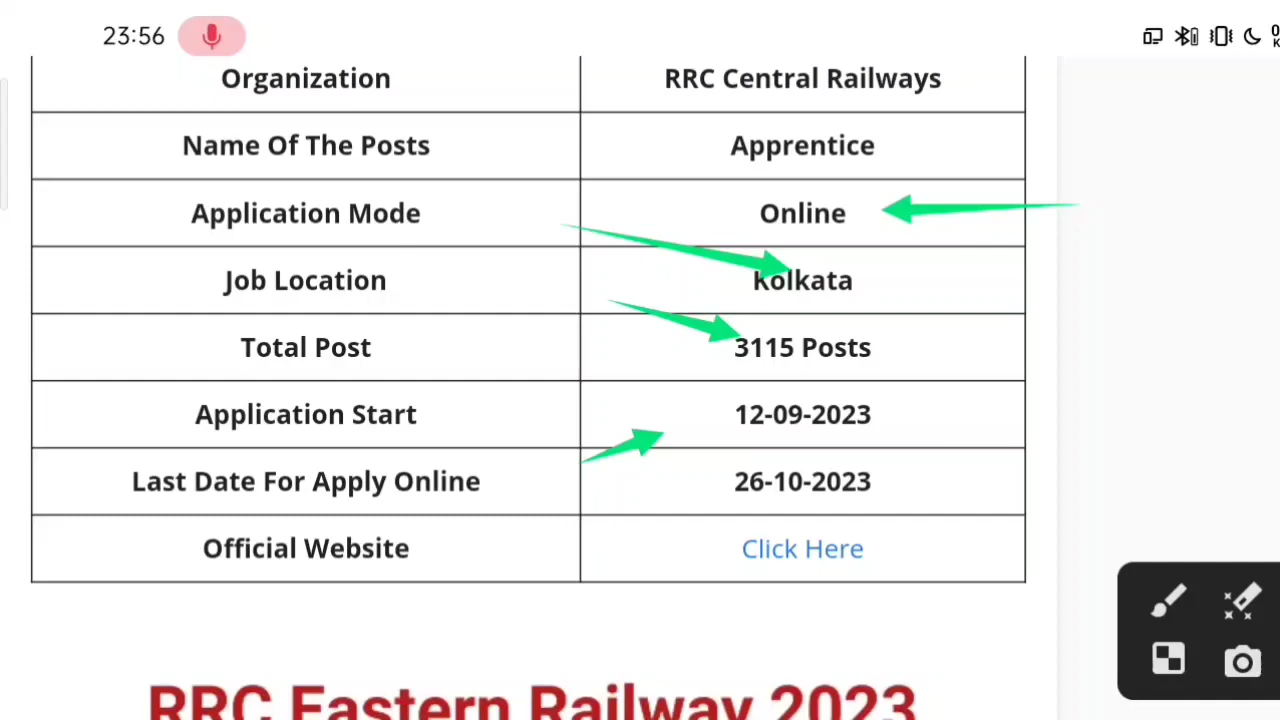 23:56
Organization RRC Central Railways
Name Of The Posts Apprentice
Application Mode Online
Job Location Kolkata
Total Post 3115 Posts
Application Start 12-09-2023
Last Date For Apply Online 26-10-2023
Official Website Click Here
RRC Eastern Railway 2023